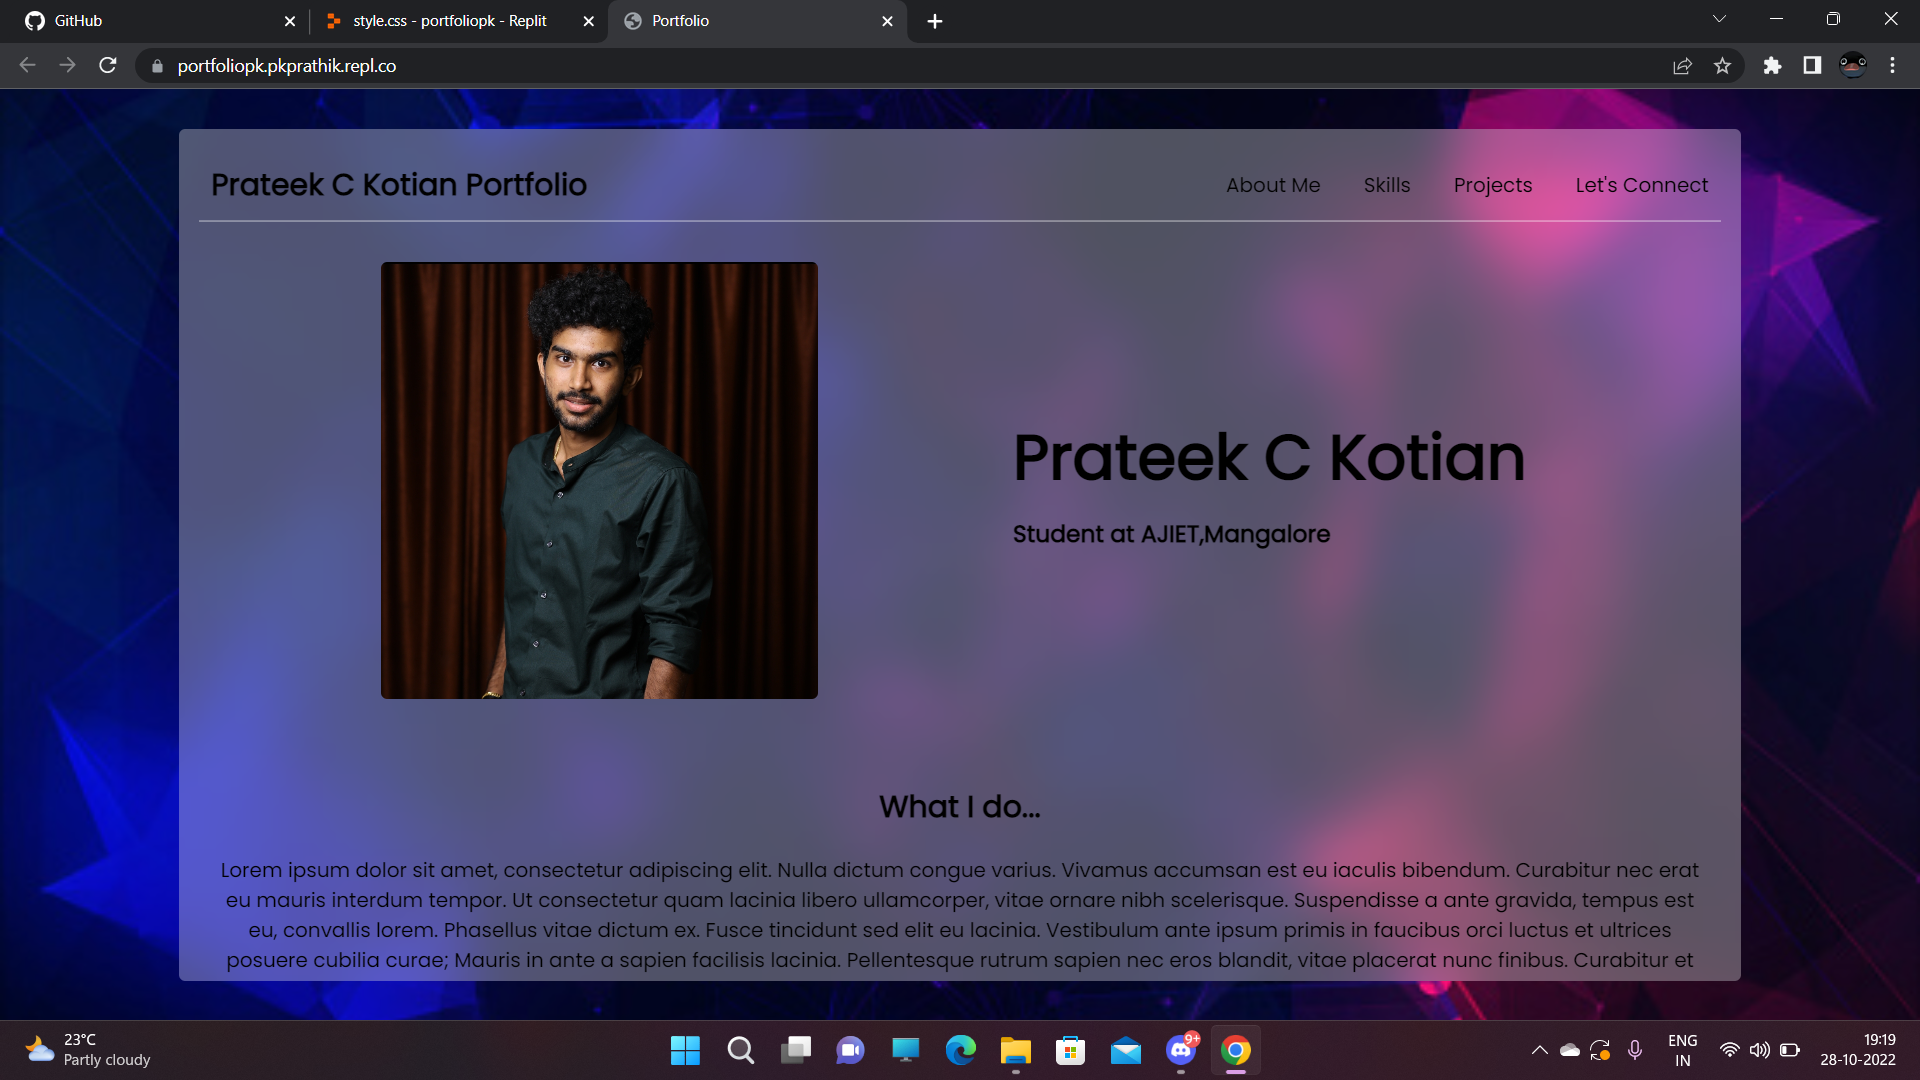 GitHub
style.css - portfoliopk - Replit
Portfolio
portfoliopk.pkprathik.repl.co
Prateek C Kotian Portfolio
About Me
Skills
Projects
Let's Connect
Prateek C Kotian
Student at AJIET,Mangalore
What I do...
Lorem ipsum dolor sit amet, consectetur adipiscing elit. Nulla dictum congue varius. Vivamus accumsan est eu iaculis bibendum. Curabitur nec erat
eu mauris interdum tempor. Ut consectetur quam lacinia libero ullamcorper, vitae ornare nibh scelerisque. Suspendisse a ante gravida, tempus est
eu, convallis lorem. Phasellus vitae dictum ex. Fusce tincidunt sed elit eu lacinia. Vestibulum ante ipsum primis in faucibus orci luctus et ultrices
posuere cubilia curae; Mauris in ante a sapien facilisis lacinia. Pellentesque rutrum sapien nec eros blandit, vitae placerat nunc finibus. Curabitur et
23°C
Partly cloudy
9+
ENG
IN
19:19
28-10-2022